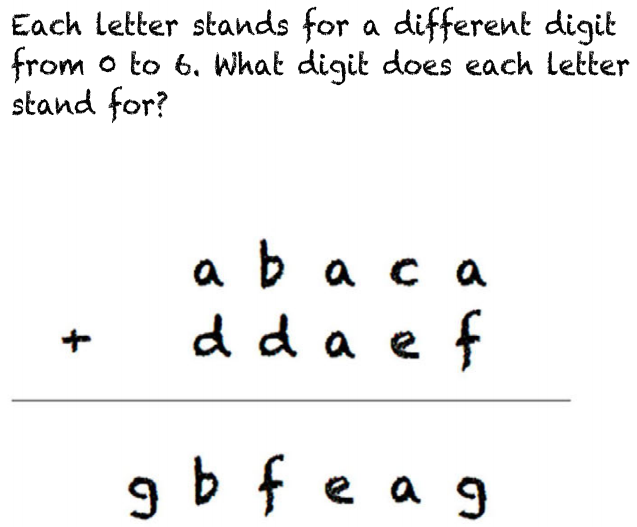 Each letter stands for a different digit
from 0 to 6. What digit does each letter
stand for?
a b a c a
+ d d a e f
g b f e a g